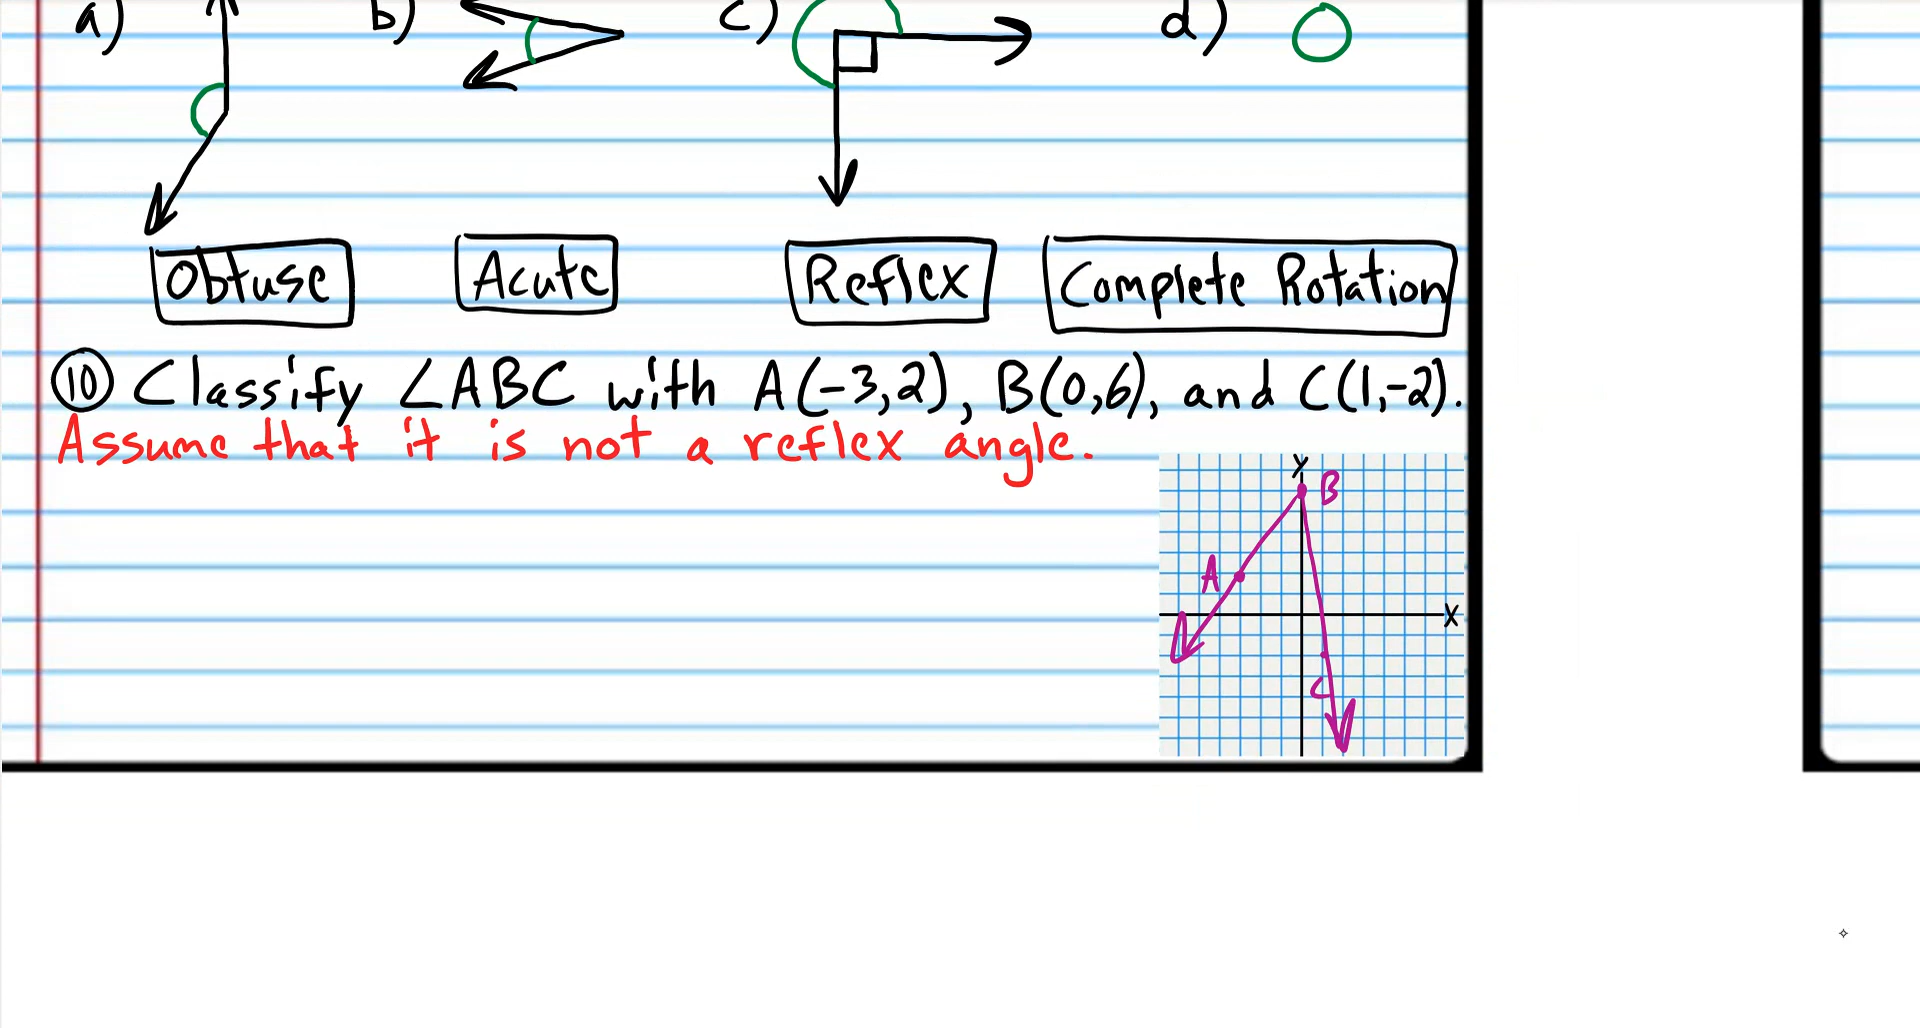 a) b) c) d)
Obtuse Acute Reflex Complete Rotation
10 Classify ∠ABC with A(-3,2), B(0,6), and C(1,-2).
Assume that it is not a reflex angle.
y
B
A
x
C